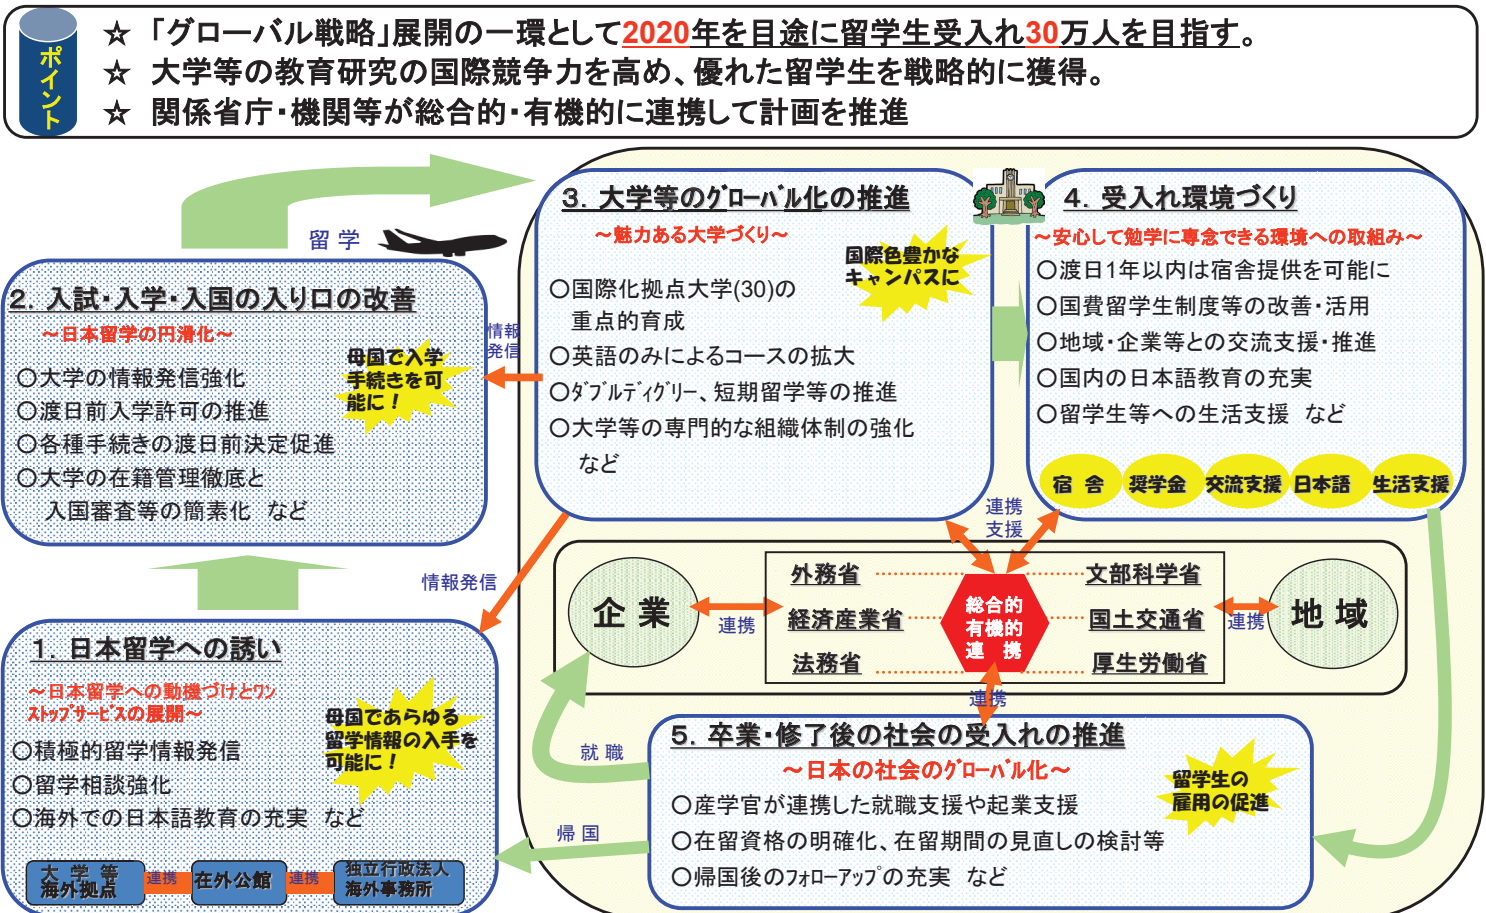 ポイント
☆ 「グローバル戦略」展開の一環として2020年を目途に留学生受入れ30万人を目指す。
☆ 大学等の教育研究の国際競争力を高め、優れた留学生を戦略的に獲得。
☆ 関係省庁・機関等が総合的・有機的に連携して計画を推進
留 学
2．入試・入学・入国の入り口の改善
～日本留学の円滑化～
母国で入学
手続きを可
能に！
○大学の情報発信強化
○渡日前入学許可の推進
○各種手続きの渡日前決定促進
○大学の在籍管理徹底と
入国審査等の簡素化 など
情報
発信
3．大学等のｸﾞﾛｰﾊﾞﾙ化の推進
～魅力ある大学づくり～
国際色豊かな
キャンパスに
○国際化拠点大学(30)の
重点的育成
○英語のみによるコースの拡大
○ﾀﾞﾌﾞﾙﾃﾞｨｸﾞﾘｰ、短期留学等の推進
○大学等の専門的な組織体制の強化
など
4．受入れ環境づくり
～安心して勉学に専念できる環境への取組み～
○渡日1年以内は宿舎提供を可能に
○国費留学生制度等の改善・活用
○地域・企業等との交流支援・推進
○国内の日本語教育の充実
○留学生等への生活支援 など
宿 舎 奨学金 交流支援 日本語 生活支援
連携
支援
情報発信
企 業
連携
外務省
経済産業省
法務省
総合的
有機的
連 携
文部科学省
国土交通省
厚生労働省
連携
地 域
連携
1．日本留学への誘い
～日本留学への動機づけとﾜﾝ
ｽﾄｯﾌﾟｻｰﾋﾞｽの展開～
母国であらゆる
留学情報の入手を
可能に！
○積極的留学情報発信
○留学相談強化
○海外での日本語教育の充実 など
大 学 等
海外拠点
連携
在外公館
連携
独立行政法人
海外事務所
就 職
帰 国
5．卒業・修了後の社会の受入れの推進
～日本の社会のｸﾞﾛｰﾊﾞﾙ化～
留学生の
雇用の促進
○産学官が連携した就職支援や起業支援
○在留資格の明確化、在留期間の見直しの検討等
○帰国後のﾌｫﾛｰｱｯﾌﾟの充実 など